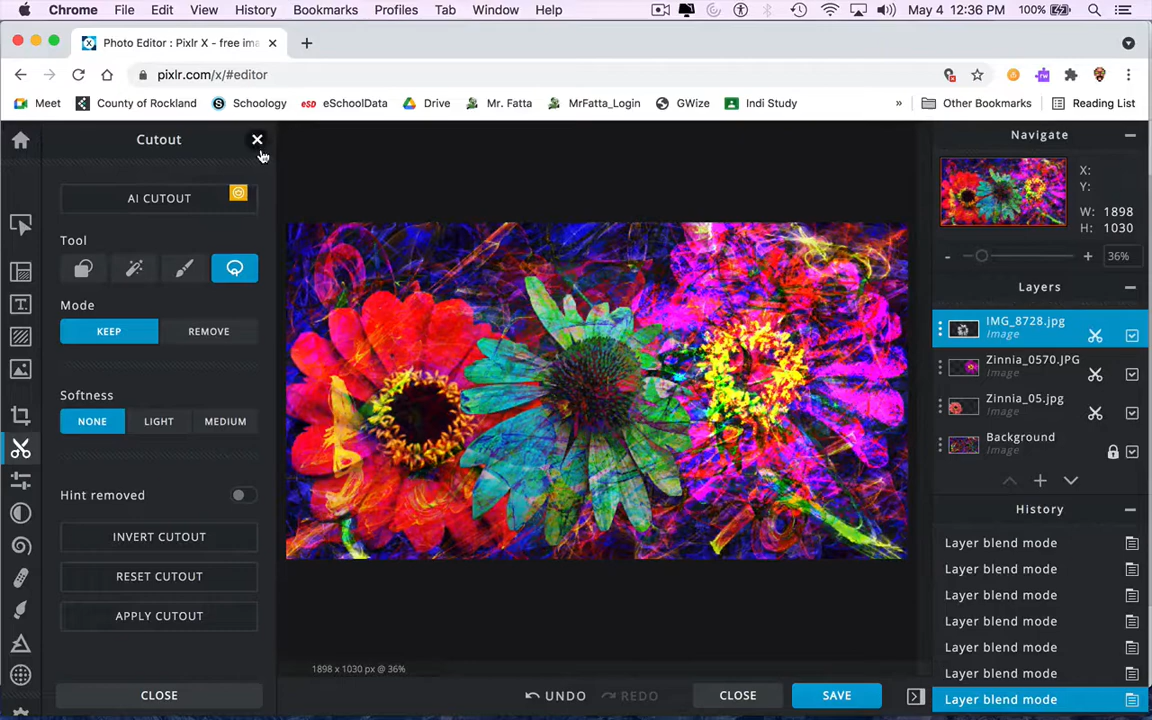 Chrome File Edit View History Bookmarks Profiles Tab Window Help May 4 12:36 PM 100%
Photo Editor : Pixlr X - free ima
pixlr.com/x/#editor
Meet County of Rockland Schoology esD eSchoolData Drive Mr. Fatta MrFatta_Login GWize Indi Study » Other Bookmarks Reading List
Cutout
AI CUTOUT
Tool
Mode
KEEP REMOVE
Softness
NONE LIGHT MEDIUM
Hint removed
INVERT CUTOUT
RESET CUTOUT
APPLY CUTOUT
CLOSE
1898 x 1030 px @ 36%
UNDO REDO CLOSE SAVE
Navigate
X:
Y:
W: 1898
H: 1030
- + 36%
Layers
IMG_8728.jpg
Image
Zinnia_0570.JPG
Image
Zinnia_05.jpg
Image
Background
Image
History
Layer blend mode
Layer blend mode
Layer blend mode
Layer blend mode
Layer blend mode
Layer blend mode
Layer blend mode